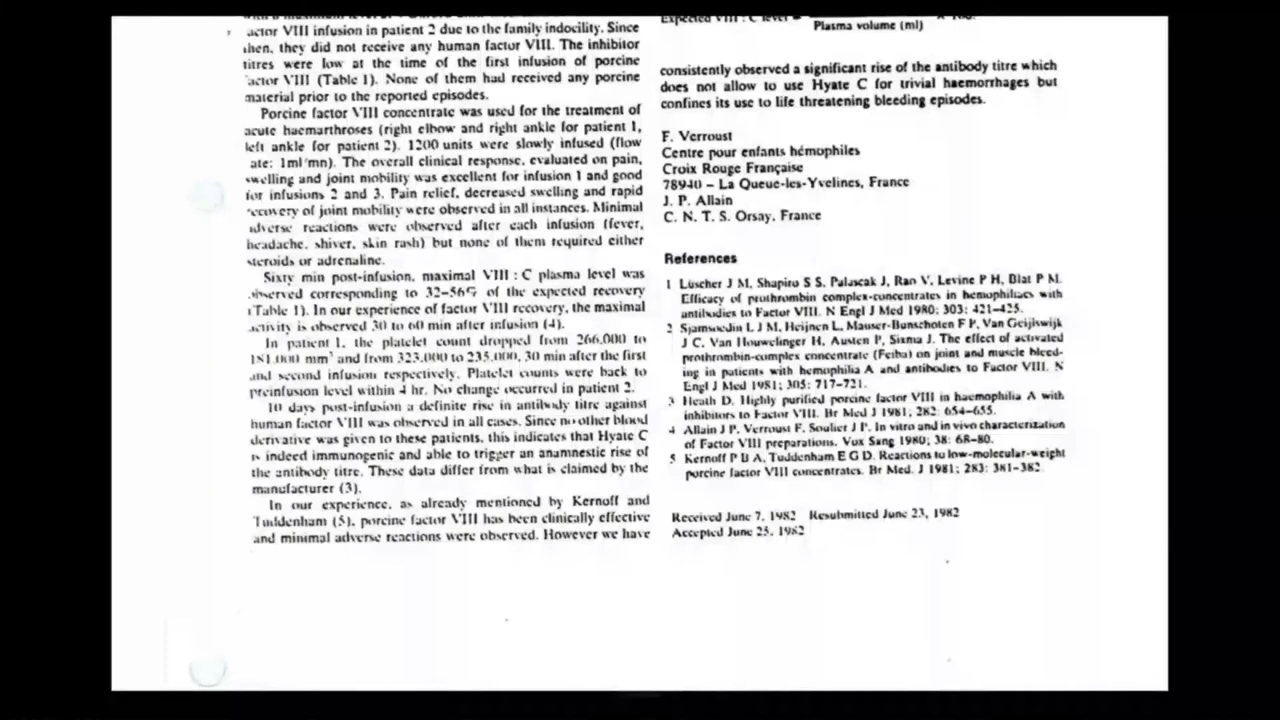 actor VIII infusion in patient 2 due to the family indocility. Since
then, they did not receive any human factor VIII. The inhibitor
titres were low at the time of the first infusion of porcine
factor VIII (Table 1). None of them had received any porcine
material prior to the reported episodes.
Porcine factor VIII concentrate was used for the treatment of
acute haemarthroses (right elbow and right ankle for patient 1,
left ankle for patient 2). 1200 units were slowly infused (flow
ate: 1ml/mn). The overall clinical response, evaluated on pain,
swelling and joint mobility was excellent for infusion 1 and good
for infusions 2 and 3. Pain relief, decreased swelling and rapid
recovery of joint mobility were observed in all instances. Minimal
adverse reactions were observed after each infusion (fever,
headache, shiver, skin rash) but none of them required either
steroids or adrenaline.
Sixty min post-infusion, maximal VIII : C plasma level was
observed corresponding to 32–56% of the expected recovery
(Table 1). In our experience of factor VIII recovery, the maximal
activity is observed 30 to 60 min after infusion (4).
In patient 1, the platelet count dropped from 266,000 to
181,000 mm³ and from 323,000 to 235,000, 30 min after the first
and second infusion respectively. Platelet counts were back to
preinfusion level within 4 hr. No change occurred in patient 2.
10 days post-infusion a definite rise in antibody titre against
human factor VIII was observed in all cases. Since no other blood
derivative was given to these patients, this indicates that Hyate C
is indeed immunogenic and able to trigger an anamnestic rise of
the antibody titre. These data differ from what is claimed by the
manufacturer (3).
In our experience, as already mentioned by Kernoff and
Tuddenham (5), porcine factor VIII has been clinically effective
and minimal adverse reactions were observed. However we have
Expected VIII : C level =
Plasma volume (ml)
consistently observed a significant rise of the antibody titre which
does not allow to use Hyate C for trivial haemorrhages but
confines its use to life threatening bleeding episodes.
F. Verroust
Centre pour enfants hémophiles
Croix Rouge Française
78940 – La Queue-les-Yvelines, France
J. P. Allain
C. N. T. S. Orsay, France
References
1 Luscher J M, Shapiro S S, Palascak J, Rao V, Levine P H, Blat P M.
Efficacy of prothrombin complex-concentrates in hemophiliacs with
antibodies to Factor VIII. N Engl J Med 1980; 303: 421–425.
2 Sjamsoedin L J M, Heijnen L, Mauser-Bunschoten F P, Van Geijlswijk
J C, Van Houwelinger H, Austen P, Sixma J. The effect of activated
prothrombin-complex concentrate (Feiba) on joint and muscle bleed-
ing in patients with hemophilia A and antibodies to Factor VIII. N
Engl J Med 1981; 305: 717–721.
3 Heath D. Highly purified porcine factor VIII in haemophilia A with
inhibitors to Factor VIII. Br Med J 1981; 282: 654–655.
4 Allain J P, Verroust F, Soulier J P. In vitro and in vivo characterization
of Factor VIII preparations. Vox Sang 1980; 38: 68–80.
5 Kernoff P B A, Tuddenham E G D. Reactions to low-molecular-weight
porcine factor VIII concentrates. Br Med. J 1981; 283: 381–382.
Received June 7, 1982 Resubmitted June 23, 1982
Accepted June 25, 1982